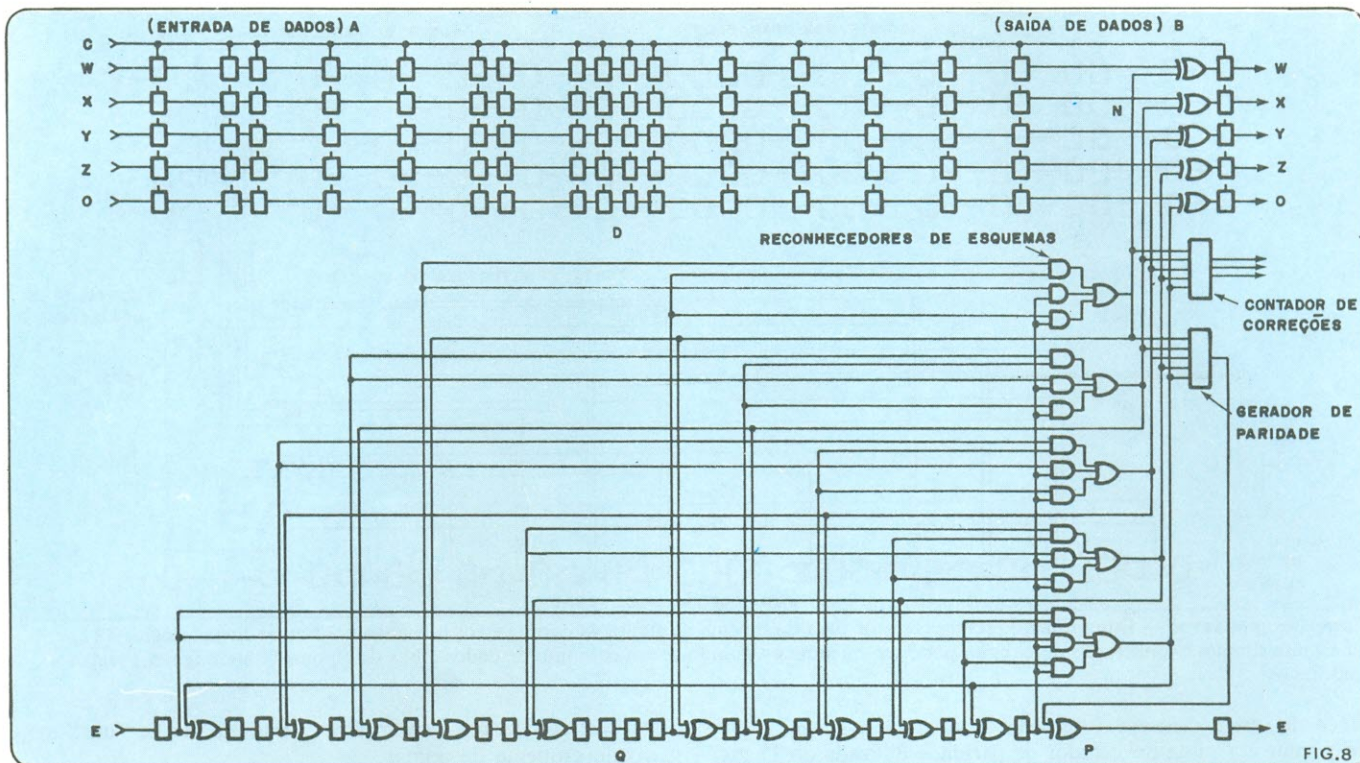 (ENTRADA DE DADOS) A
(SAÍDA DE DADOS) B
C
W
W
X
N
X
Y
Y
Z
Z
O
O
D
RECONHECEDORES DE ESQUEMAS
CONTADOR DE
CORREÇÕES
GERADOR DE
PARIDADE
E
E
Q
P
FIG.8